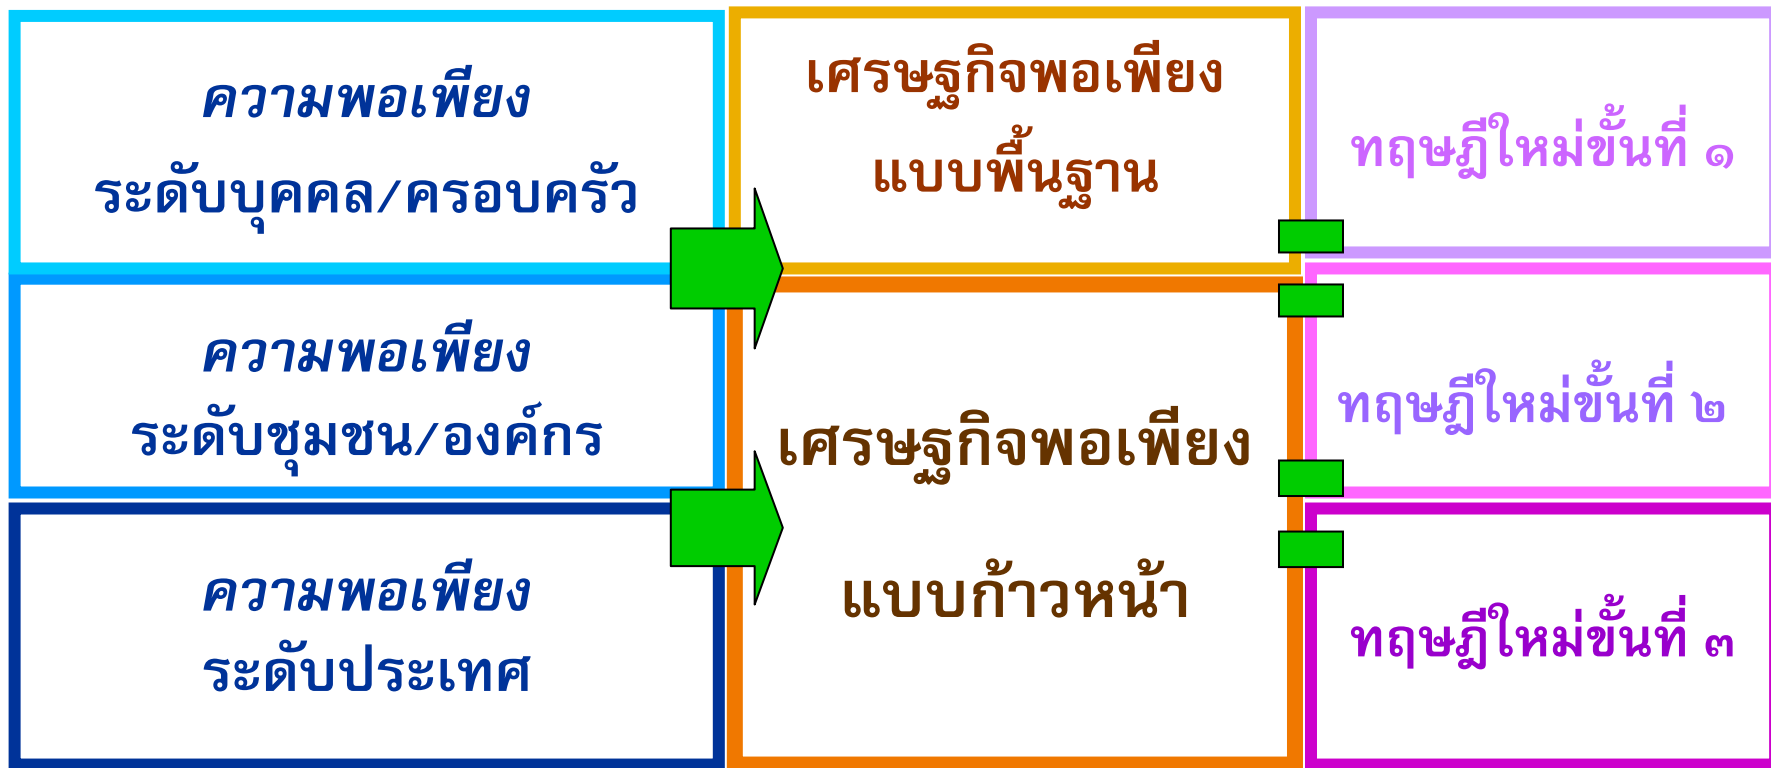 ความพอเพียง
ระดับบุคคล/ครอบครัว
เศรษฐกิจพอเพียง
แบบพื้นฐาน
ทฤษฎีใหม่ขั้นที่ ๑
ความพอเพียง
ระดับชุมชน/องค์กร
เศรษฐกิจพอเพียง
แบบก้าวหน้า
ทฤษฎีใหม่ขั้นที่ ๒
ความพอเพียง
ระดับประเทศ
ทฤษฎีใหม่ขั้นที่ ๓